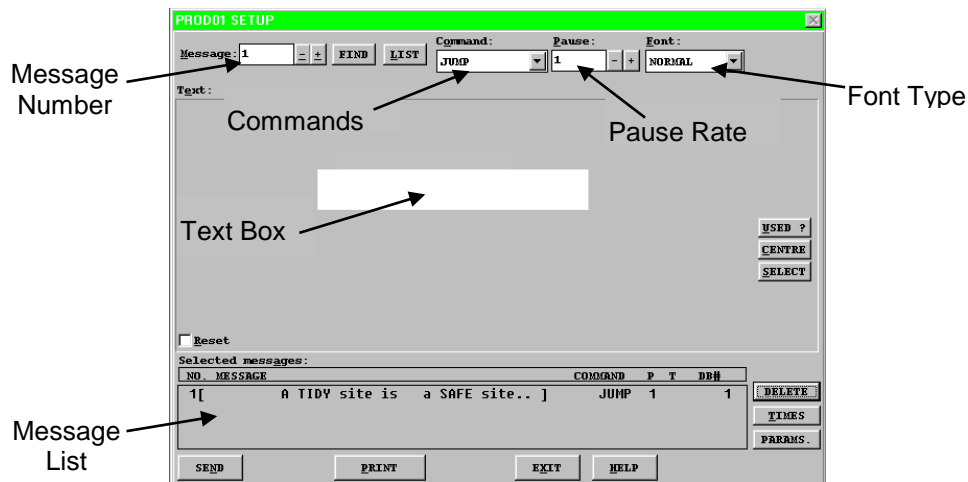 PROD01 SETUP
Message: 1 - + FIND LIST Command: JUMP Pause: 1 - + Font: NORMAL
Message Number
Font Type
Text:
Commands
Pause Rate
Text Box
USED ?
CENTRE
SELECT
Reset
Selected messages:
NO. MESSAGE COMMAND P T DB#
1[ A TIDY site is a SAFE site.. ] JUMP 1 1
DELETE
TIMES
PARAMS.
Message List
SEND PRINT EXIT HELP